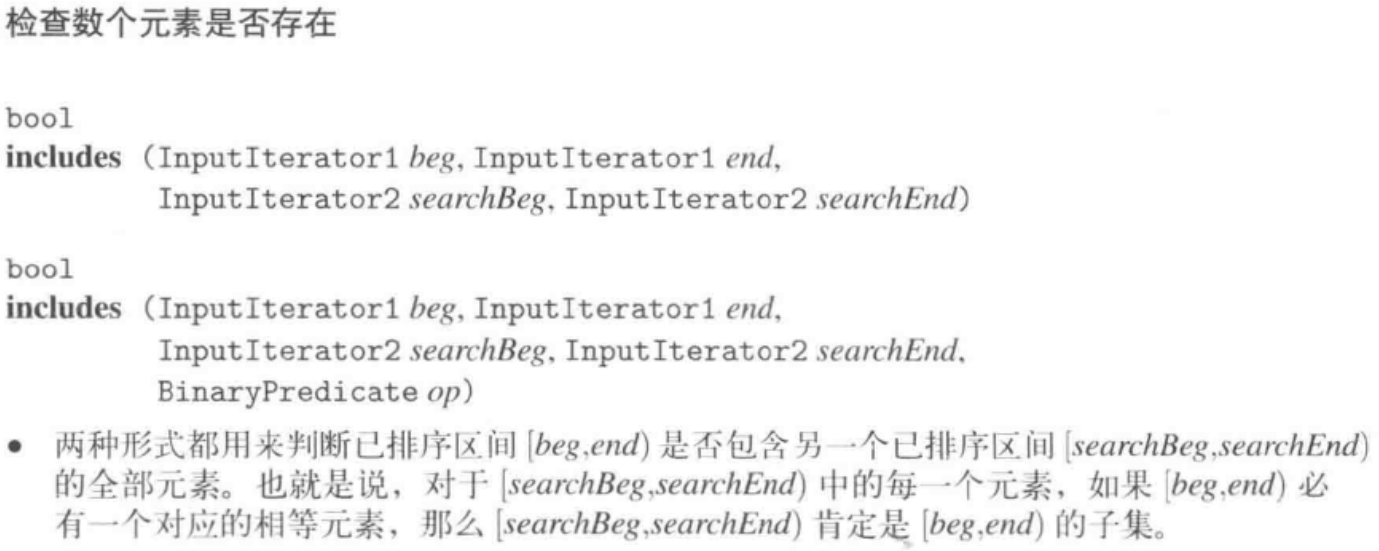 检查数个元素是否存在
bool
includes (InputIterator1 beg, InputIterator1 end,
InputIterator2 searchBeg, InputIterator2 searchEnd)
bool
includes (InputIterator1 beg, InputIterator1 end,
InputIterator2 searchBeg, InputIterator2 searchEnd,
BinaryPredicate op)
• 两种形式都用来判断已排序区间 [beg,end) 是否包含另一个已排序区间 [searchBeg,searchEnd)
的全部元素。也就是说，对于 [searchBeg,searchEnd) 中的每一个元素，如果 [beg,end) 必
有一个对应的相等元素，那么 [searchBeg,searchEnd) 肯定是 [beg,end) 的子集。